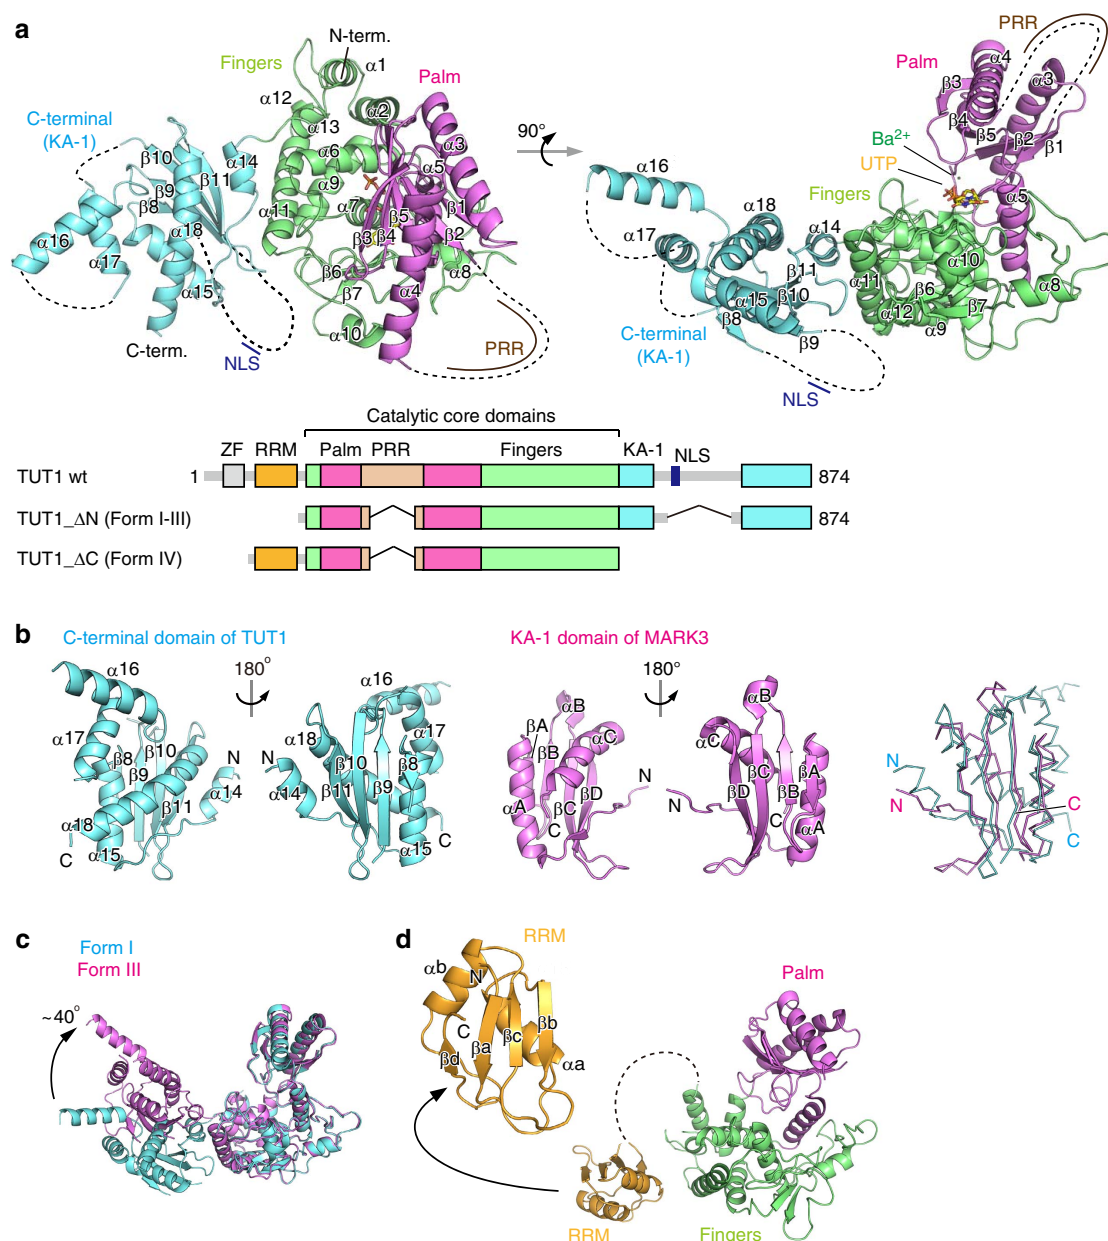 a
N-term.
Fingers
α1
Palm
α12
α2
C-terminal
(KA-1)
α13
α3
β10
α14
α6
α5
β9
β11
α9
β8
α7
β1
α11
β5
α16
α18
β3
β4
β2
α17
β6
α8
α15
β7
α4
C-term.
α10
NLS
PRR
90°
PRR
α4
Palm
β3
α3
β4
β5
β2
Ba²⁺
β1
UTP
α16
Fingers
α18
α5
α17
α14
α10
β11
α11
α8
α15
β10
β6
β7
β8
α12
α9
C-terminal
(KA-1)
β9
NLS
Catalytic core domains
ZF
RRM
Palm
PRR
Fingers
KA-1
NLS
TUT1 wt
1
874
TUT1_ΔN (Form I-III)
874
TUT1_ΔC (Form IV)
b
C-terminal domain of TUT1
KA-1 domain of MARK3
α16
180°
α16
α17
β10
β8
β9
N
α14
β11
α18
C
α15
α18
α17
N
β10
β8
α14
β11
β9
α15
C
180°
αB
βA
αC
βB
N
βD
αA
βC
C
αB
αC
βC
βA
N
βD
βB
C
αA
N
N
C
C
c
Form I
Form III
~40°
d
RRM
αb
N
C
βb
βc
βa
βd
αa
Palm
RRM
Fingers